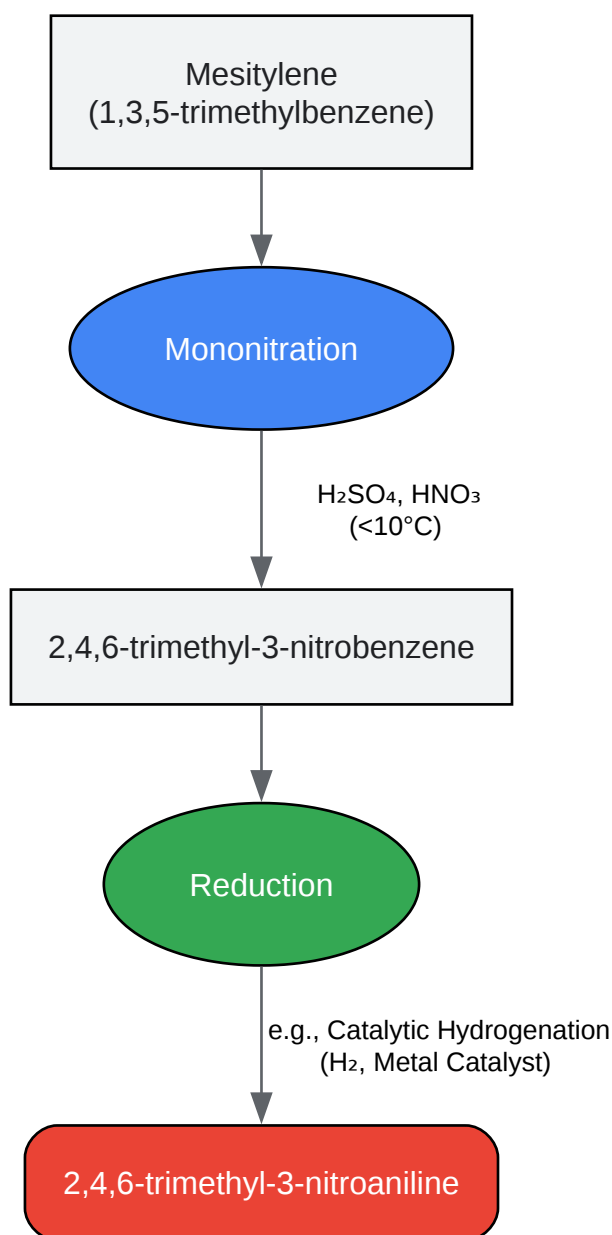 Mesitylene
(1,3,5-trimethylbenzene)
Mononitration
H₂SO₄, HNO₃
(<10°C)
2,4,6-trimethyl-3-nitrobenzene
Reduction
e.g., Catalytic Hydrogenation
(H₂, Metal Catalyst)
2,4,6-trimethyl-3-nitroaniline